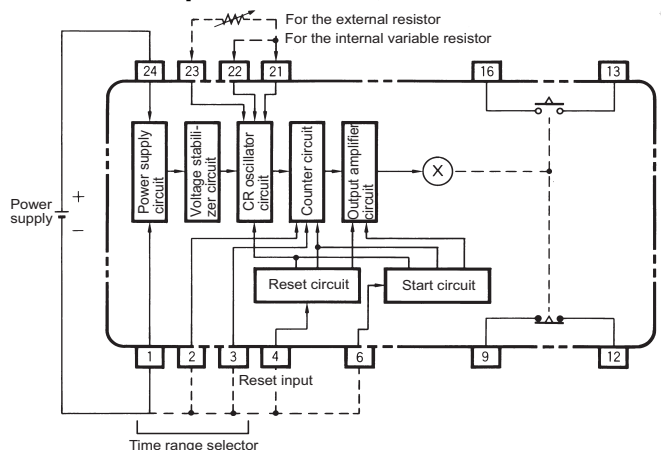 For the external resistor
For the internal variable resistor
24
23
22
21
16
13
Power supply
circuit
Voltage stabili-
zer circuit
CR oscillator
circuit
Counter circuit
Output amplifier
circuit
X
Power
supply
+
−
Reset circuit
Start circuit
1
2
3
4
6
9
12
Reset input
Time range selector